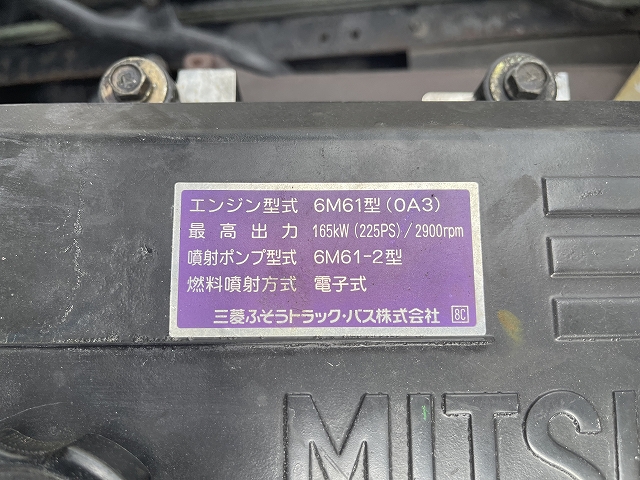 エンジン型式 6M61型(0A3)
最高出力 165kW(225PS)/2900rpm
噴射ポンプ型式 6M61-2型
燃料噴射方式 電子式
三菱ふそうトラック・バス株式会社 8C
MITS